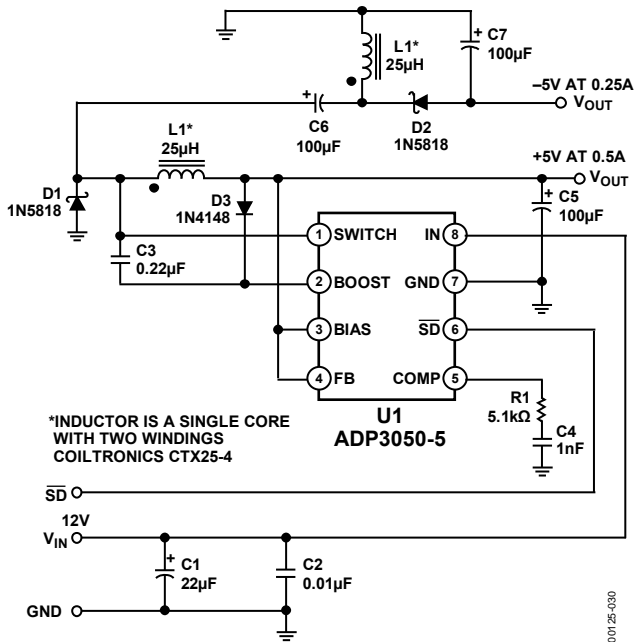 L1*
25µH
+
C7
100µF
–5V AT 0.25A
VOUT
+
C6
100µF
D2
1N5818
L1*
25µH
+5V AT 0.5A
VOUT
D1
1N5818
D3
1N4148
+
C5
100µF
C3
0.22µF
1 SWITCH
IN 8
2 BOOST
GND 7
3 BIAS
SD 6
4 FB
COMP 5
U1
ADP3050-5
R1
5.1kΩ
C4
1nF
*INDUCTOR IS A SINGLE CORE
WITH TWO WINDINGS
COILTRONICS CTX25-4
SD
12V
VIN
+
C1
22µF
C2
0.01µF
GND
00125-030